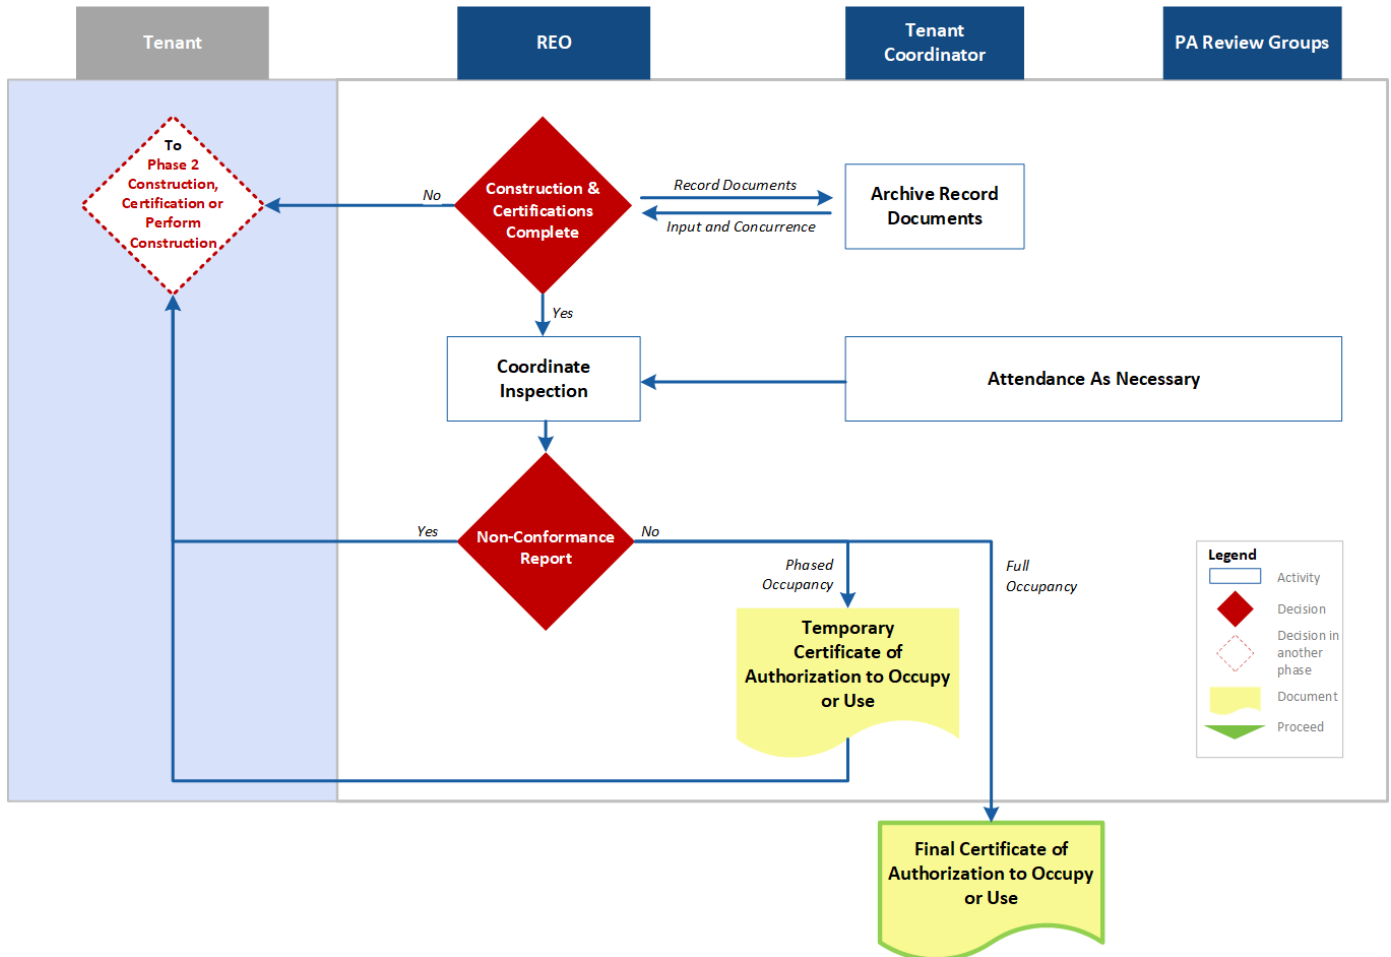 Tenant
REO
Tenant
Coordinator
PA Review Groups
To
Phase 2
Construction,
Certification or
Perform
Construction
No
Construction &
Certifications
Complete
Record Documents
Input and Concurrence
Archive Record
Documents
Yes
Coordinate
Inspection
Attendance As Necessary
Yes
Non-Conformance
Report
No
Phased
Occupancy
Full
Occupancy
Temporary
Certificate of
Authorization to Occupy
or Use
Legend
Activity
Decision
Decision in
another
phase
Document
Proceed
Final Certificate of
Authorization to Occupy
or Use